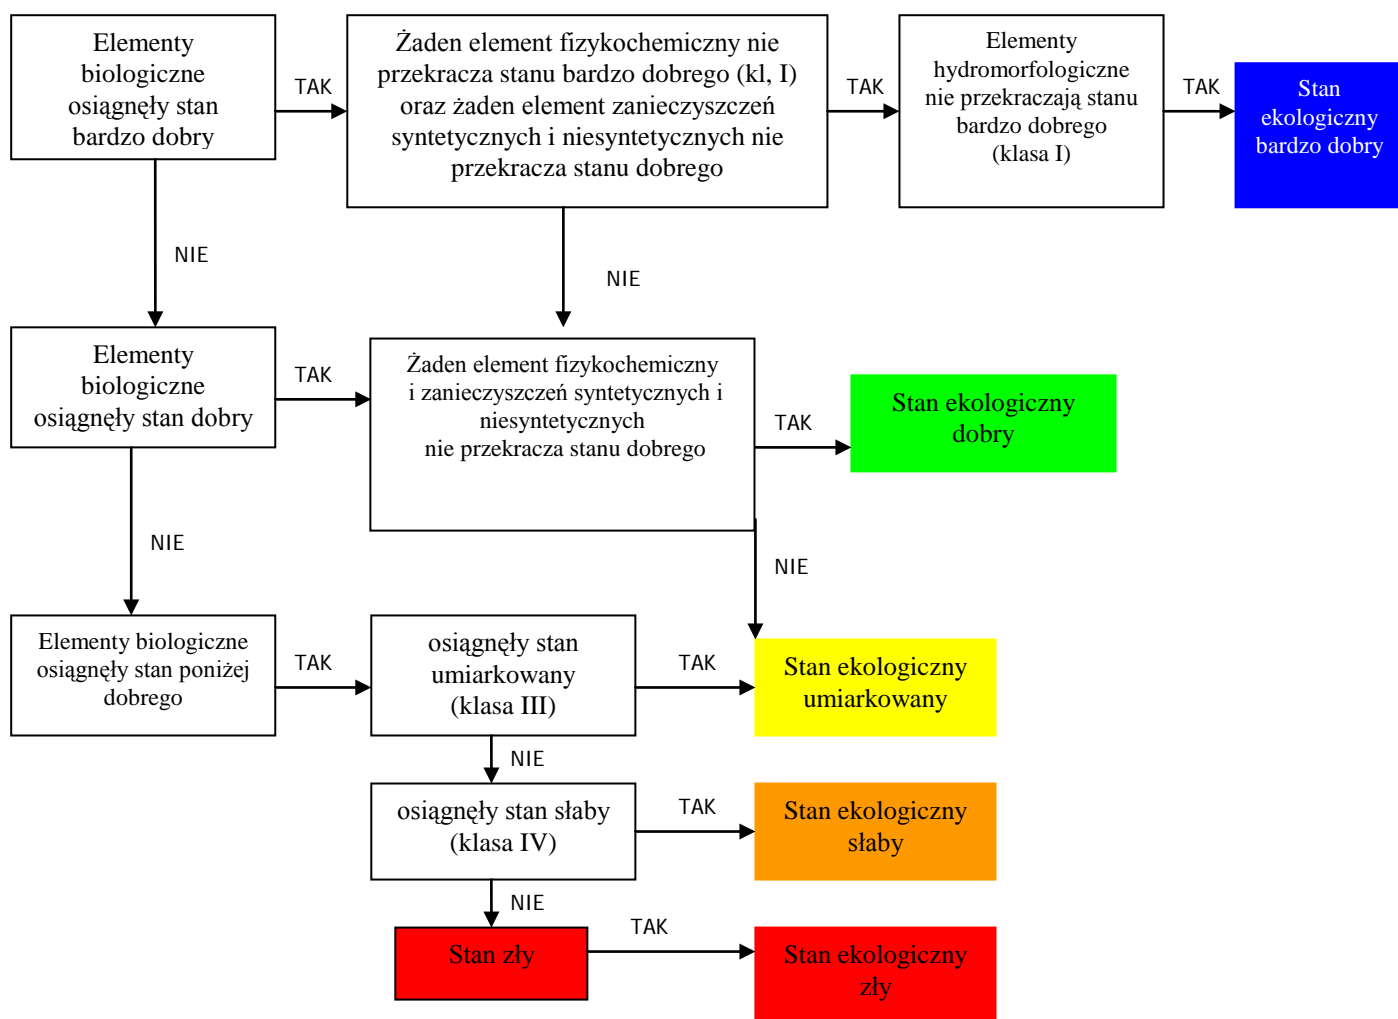 Elementy
biologiczne
osiągnęły stan
bardzo dobry
TAK
Żaden element fizykochemiczny nie
przekracza stanu bardzo dobrego (kl, I)
oraz żaden element zanieczyszczeń
syntetycznych i niesyntetycznych nie
przekracza stanu dobrego
TAK
Elementy
hydromorfologiczne
nie przekraczają stanu
bardzo dobrego
(klasa I)
TAK
Stan
ekologiczny
bardzo dobry
NIE
NIE
Elementy
biologiczne
osiągnęły stan dobry
TAK
Żaden element fizykochemiczny
i zanieczyszczeń syntetycznych i
niesyntetycznych
nie przekracza stanu dobrego
TAK
Stan ekologiczny
dobry
NIE
NIE
Elementy biologiczne
osiągnęły stan poniżej
dobrego
TAK
osiągnęły stan
umiarkowany
(klasa III)
TAK
Stan ekologiczny
umiarkowany
NIE
osiągnęły stan słaby
(klasa IV)
TAK
Stan ekologiczny
słaby
NIE
Stan zły
TAK
Stan ekologiczny
zły